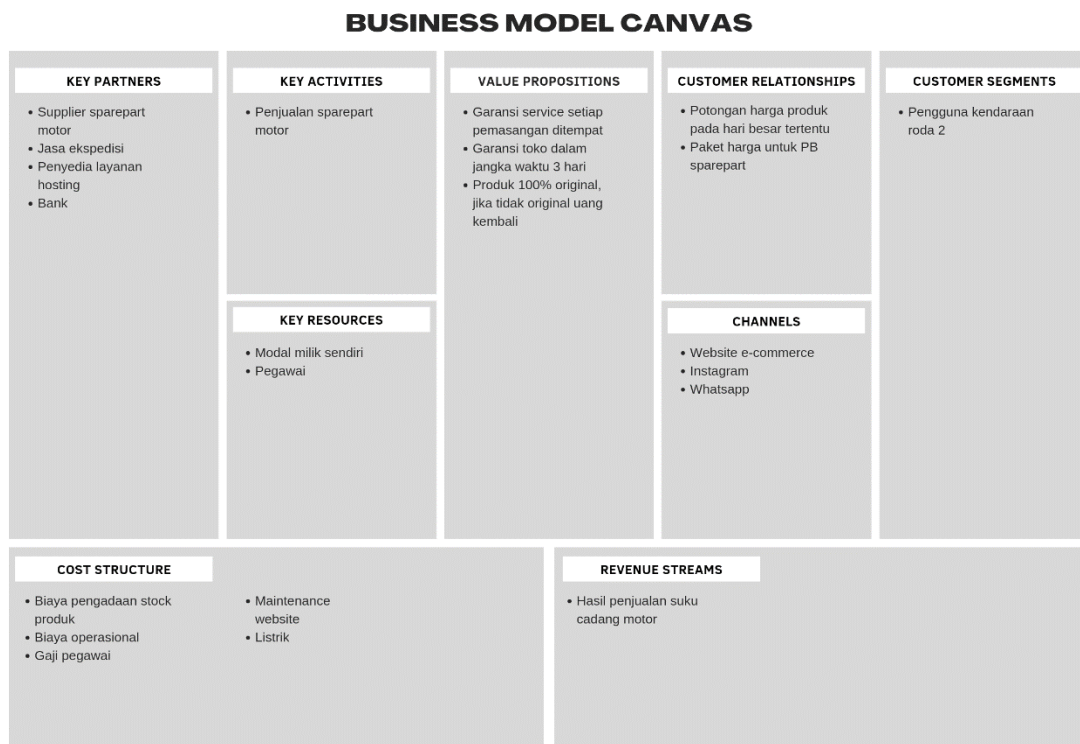 BUSINESS MODEL CANVAS
KEY PARTNERS
• Supplier sparepart
motor
• Jasa ekspedisi
• Penyedia layanan
hosting
• Bank
KEY ACTIVITIES
• Penjualan sparepart
motor
KEY RESOURCES
• Modal milik sendiri
• Pegawai
VALUE PROPOSITIONS
• Garansi service setiap
pemasangan ditempat
• Garansi toko dalam
jangka waktu 3 hari
• Produk 100% original,
jika tidak original uang
kembali
CUSTOMER RELATIONSHIPS
• Potongan harga produk
pada hari besar tertentu
• Paket harga untuk PB
sparepart
CHANNELS
• Website e-commerce
• Instagram
• Whatsapp
CUSTOMER SEGMENTS
• Pengguna kendaraan
roda 2
COST STRUCTURE
• Biaya pengadaan stock
produk
• Biaya operasional
• Gaji pegawai
• Maintenance
website
• Listrik
REVENUE STREAMS
• Hasil penjualan suku
cadang motor